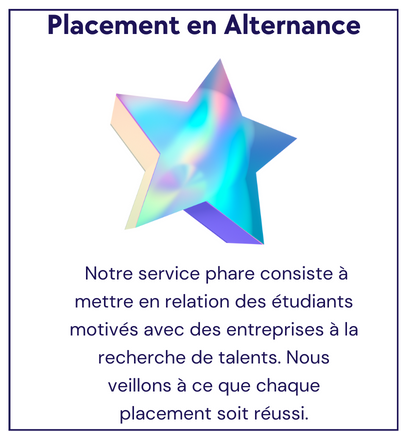 Placement en Alternance
Notre service phare consiste à
mettre en relation des étudiants
motivés avec des entreprises à la
recherche de talents. Nous
veillons à ce que chaque
placement soit réussi.